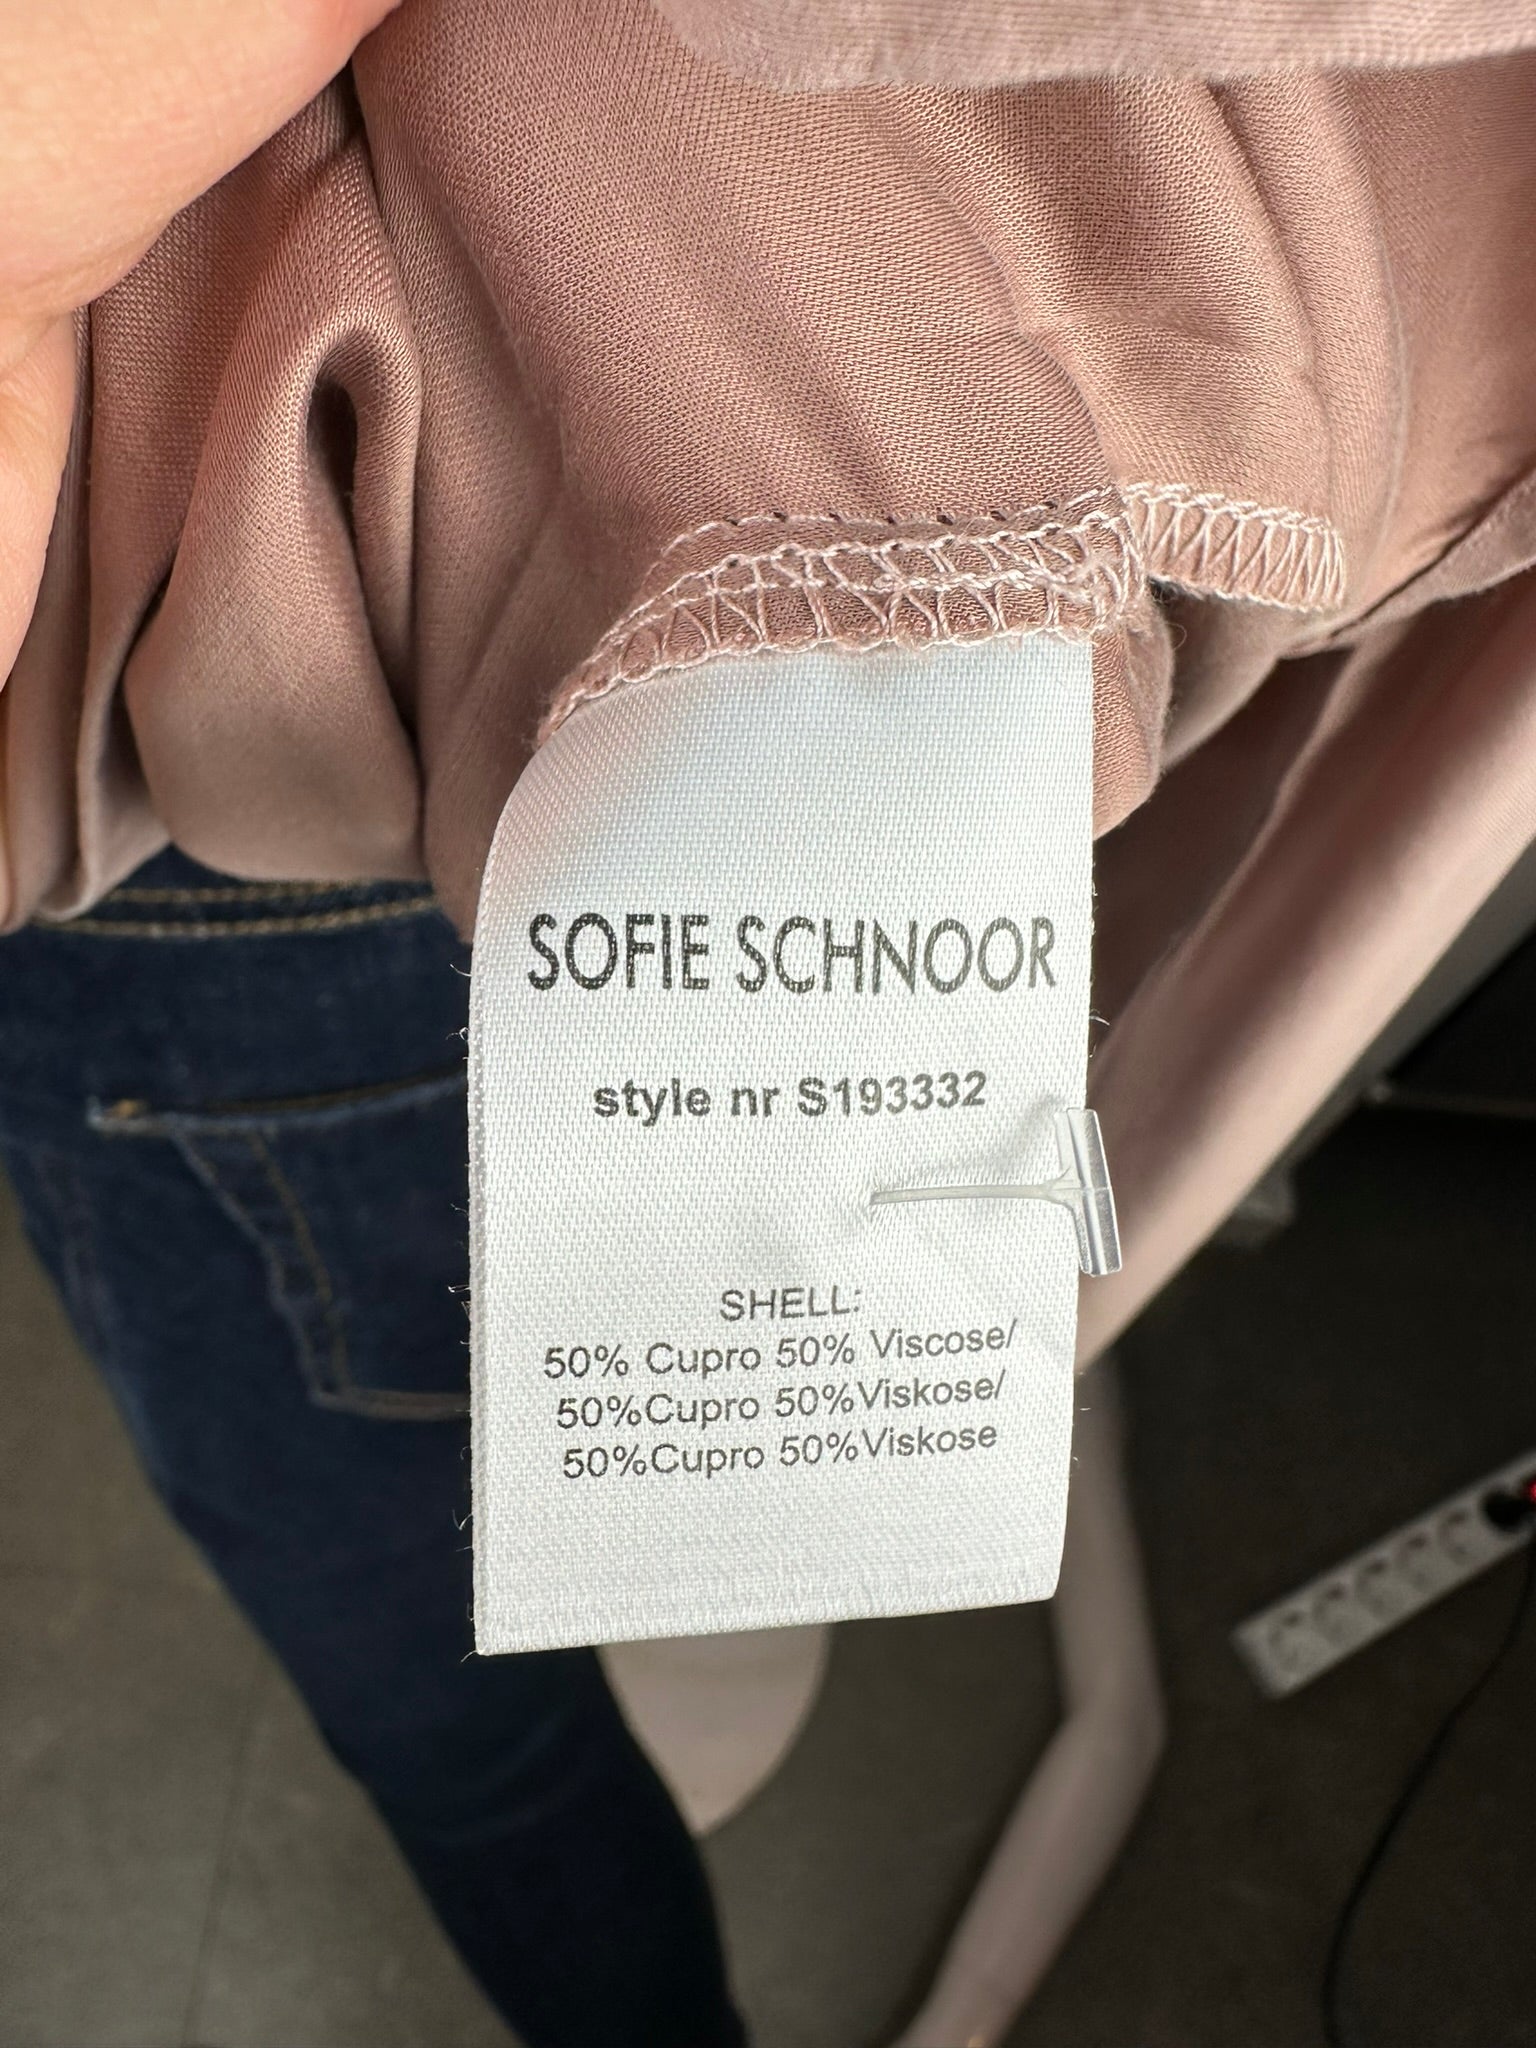 SOFIE SCHNOOR
style nr S193332
SHELL:
50% Cupro 50% Viscose/
50%Cupro 50%Viskose/
50%Cupro 50%Viskose